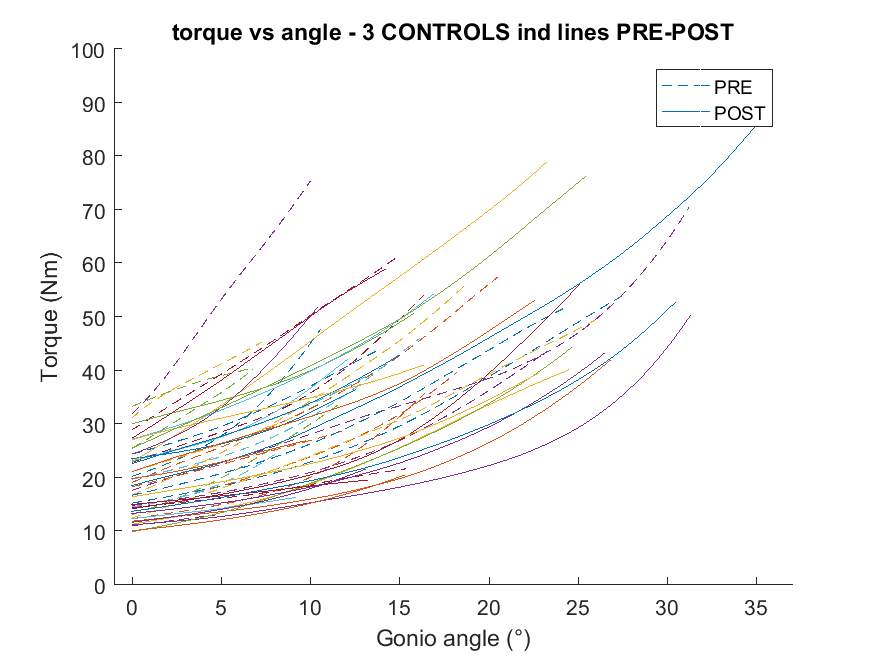 torque vs angle - 3 CONTROLS ind lines PRE-POST
100
90
80
70
60
50
40
30
20
10
0
Torque (Nm)
PRE
POST
0 5 10 15 20 25 30 35
Gonio angle (°)